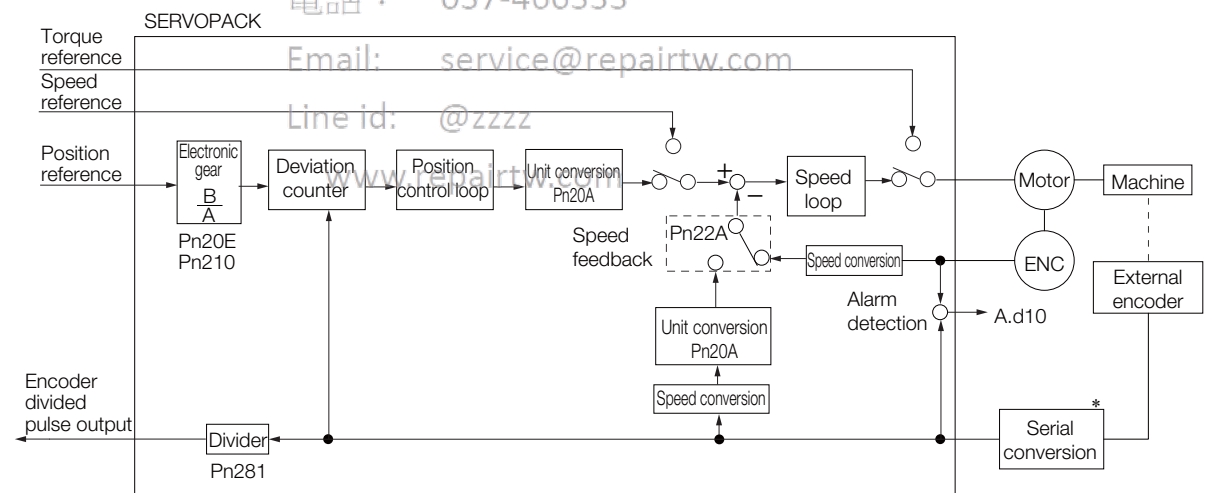 電話： 037-466333
SERVOPACK
Torque
reference
Email: service@repairtw.com
Speed
reference
Line id: @zzzz
Position
reference
Electronic
gear
B
A
Pn20E
Pn210
Deviation
counter
Position
control loop
Unit conversion
Pn20A
www.repairtw.com
+
−
Speed
loop
Motor
Machine
Speed
feedback
Pn22A
Speed conversion
ENC
External
encoder
Alarm
detection
A.d10
Unit conversion
Pn20A
Speed conversion
Encoder
divided
pulse output
Divider
Pn281
*
Serial
conversion